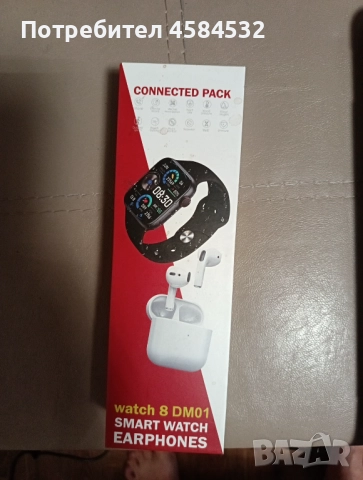 Потребител 4584532
CONNECTED PACK
08:30
watch 8 DM01
SMART WATCH
EARPHONES
BAZAR